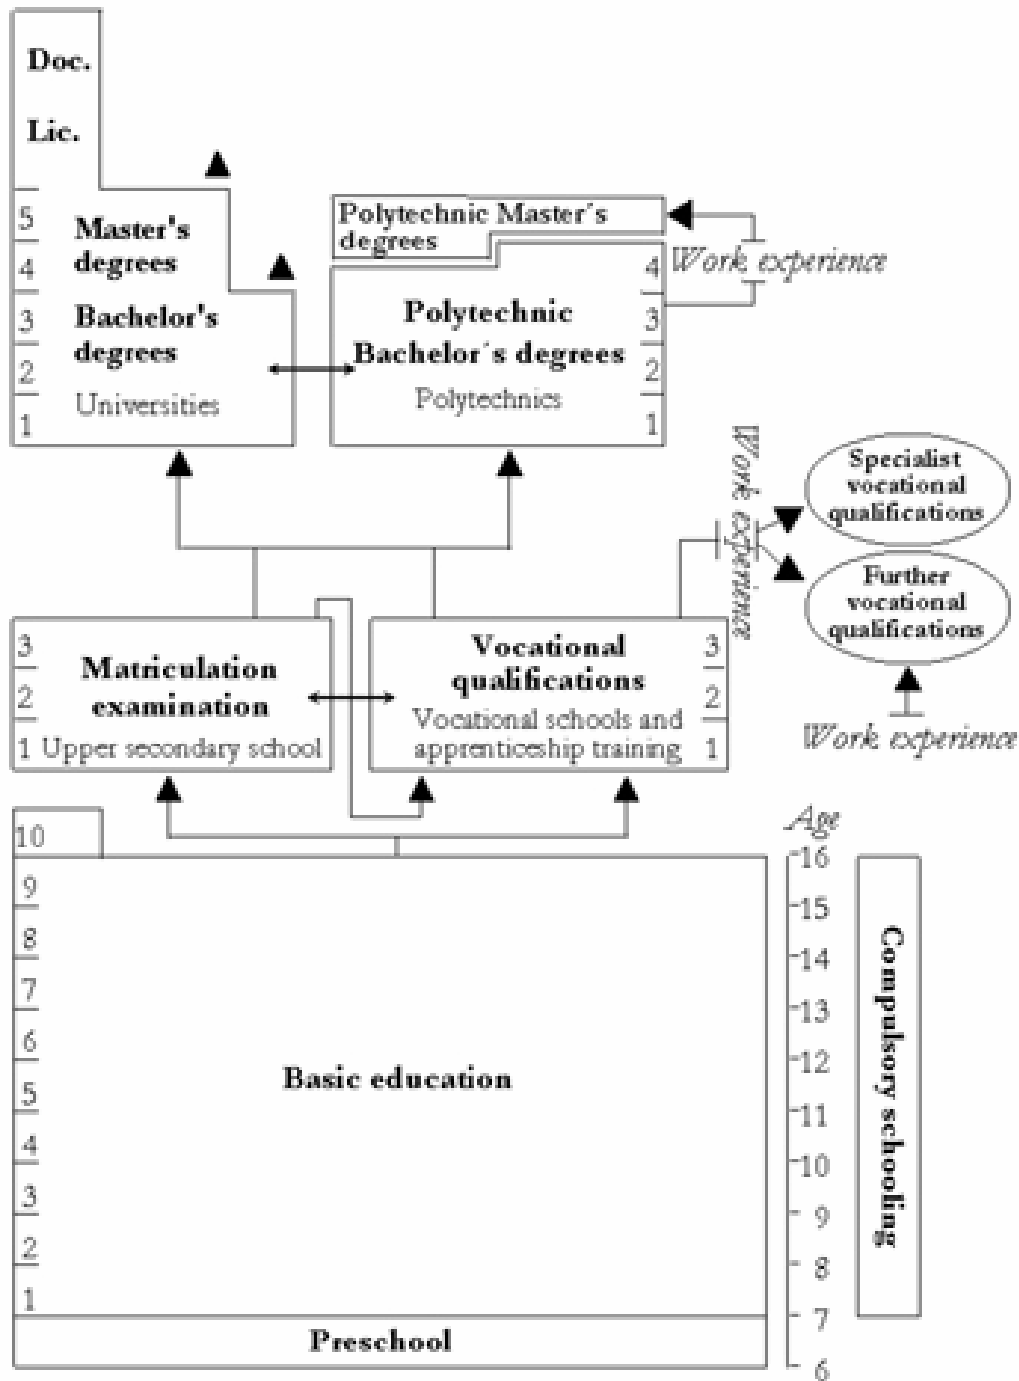 Doc.
Lic.
5
Master's
degrees
4
3
Bachelor's
degrees
2
Universities
1
Polytechnic Master´s
degrees
Work experience
4
Polytechnic
Bachelor´s degrees
3
2
Polytechnics
1
Work experience
Specialist
vocational
qualifications
Further
vocational
qualifications
Work experience
3
Matriculation
examination
2
1 Upper secondary school
Vocational
qualifications
3
2
Vocational schools and
apprenticeship training
1
10
9
8
7
6
5
4
3
2
1
Basic education
Preschool
Age
16
15
14
13
12
11
10
9
8
7
6
Compulsory schooling